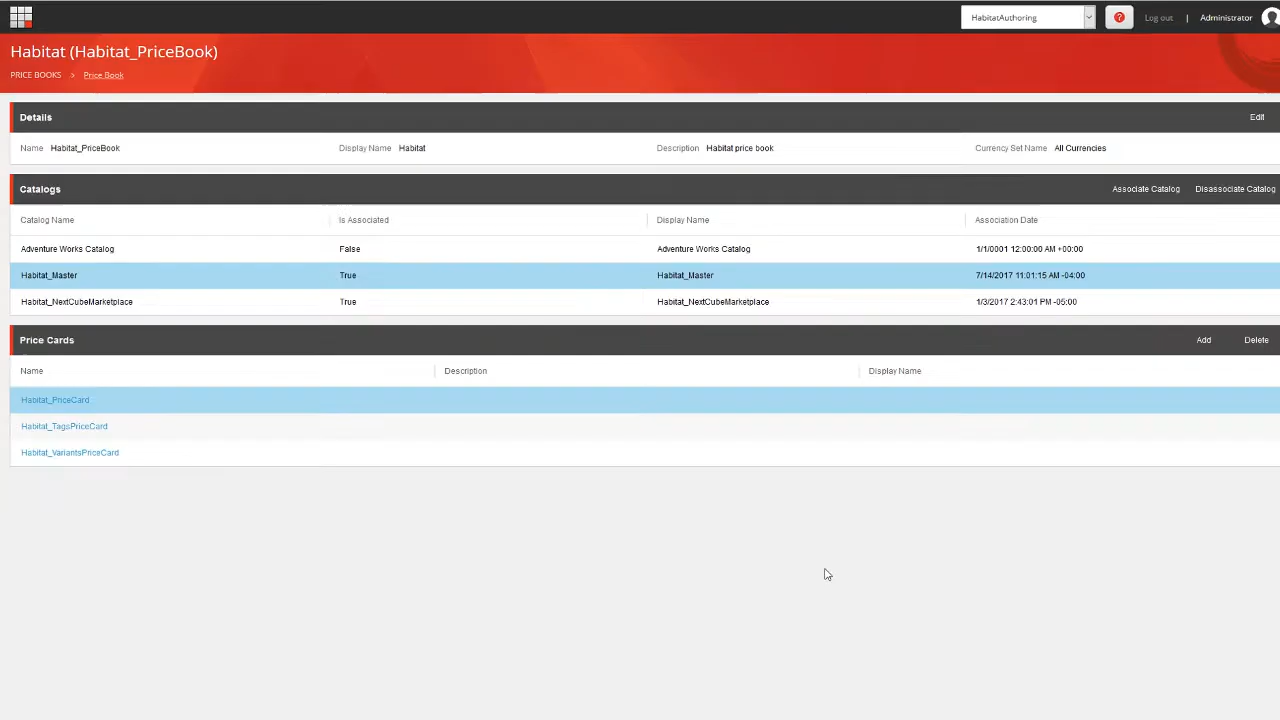 HabitatAuthoring
?
Log out | Administrator
Habitat (Habitat_PriceBook)
PRICE BOOKS > Price Book
Details Edit
Name Habitat_PriceBook Display Name Habitat Description Habitat price book Currency Set Name All Currencies
Catalogs Associate Catalog Disassociate Catalog
Catalog Name Is Associated Display Name Association Date
Adventure Works Catalog False Adventure Works Catalog 1/1/0001 12:00:00 AM +00:00
Habitat_Master True Habitat_Master 7/14/2017 11:01:15 AM -04:00
Habitat_NextCubeMarketplace True Habitat_NextCubeMarketplace 1/3/2017 2:43:01 PM -05:00
Price Cards Add Delete
Name Description Display Name
Habitat_PriceCard
Habitat_TagsPriceCard
Habitat_VariantsPriceCard